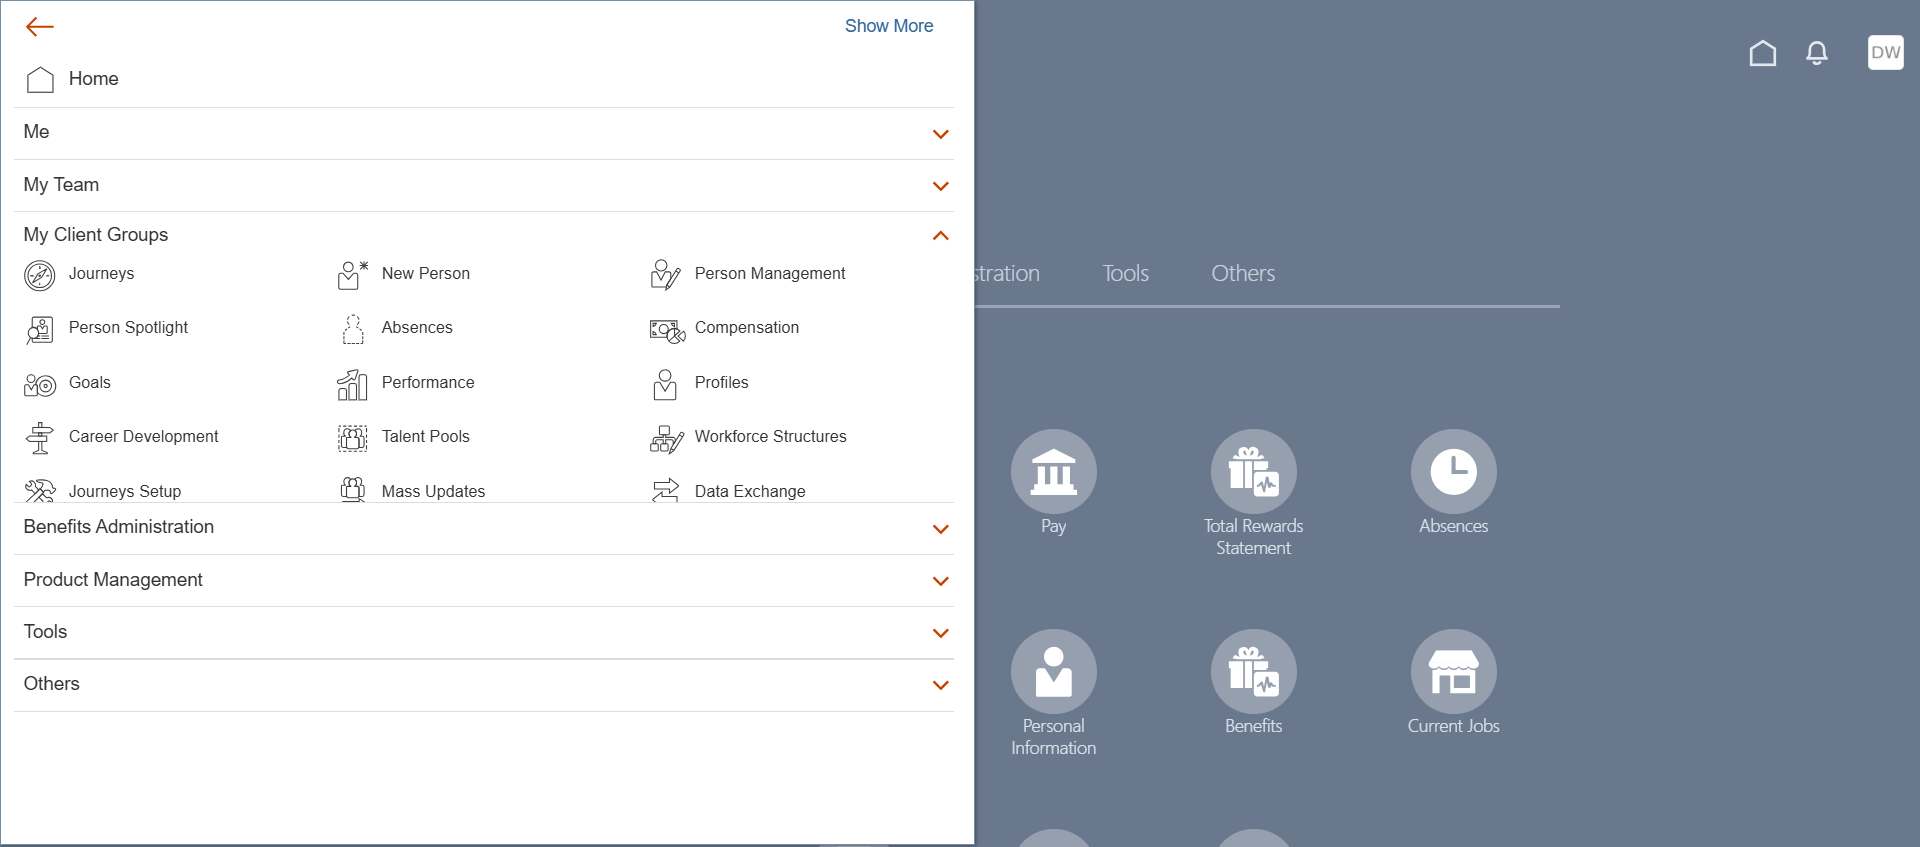 Show More
Home
Me
My Team
My Client Groups
Journeys
New Person
Person Management
Person Spotlight
Absences
Compensation
Goals
Performance
Profiles
Career Development
Talent Pools
Workforce Structures
Journeys Setup
Mass Updates
Data Exchange
Benefits Administration
Product Management
Tools
Others
DW
stration
Tools
Others
Pay
Total Rewards
Statement
Absences
Personal
Information
Benefits
Current Jobs